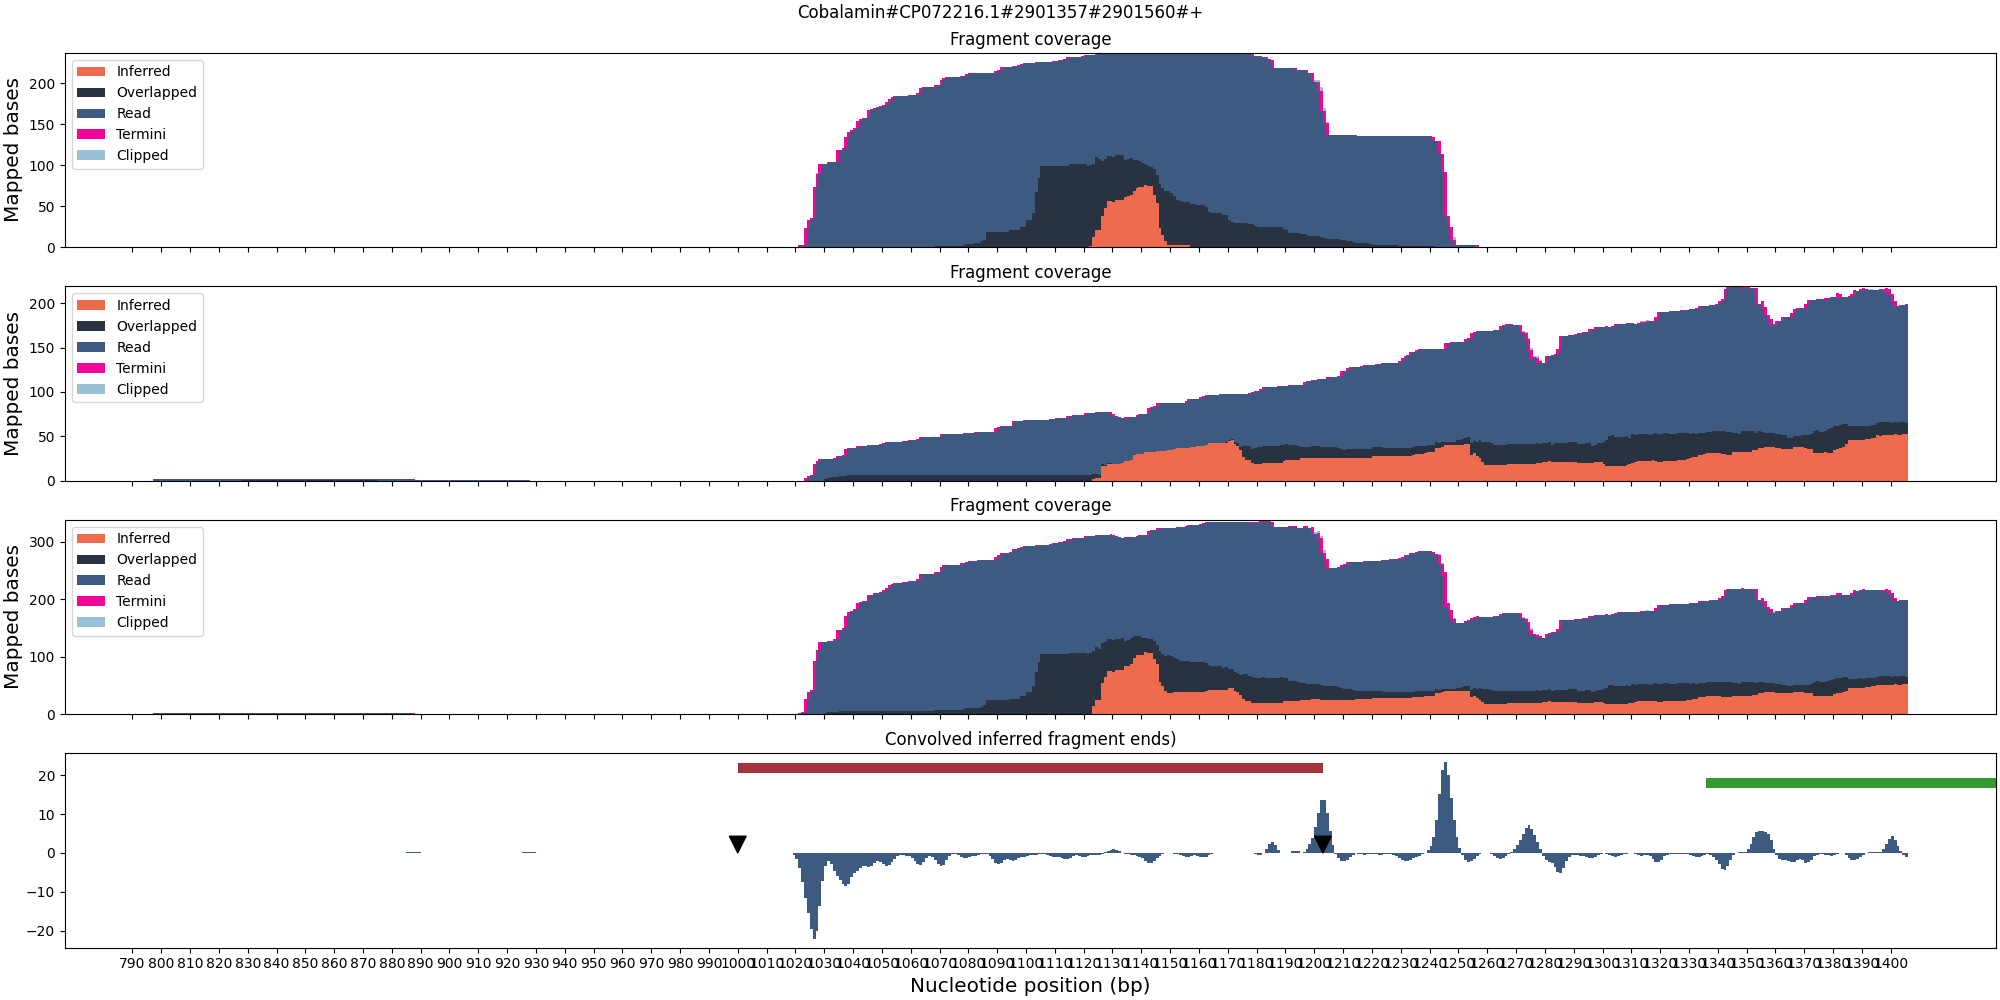 Cobalamin#CP072216.1#2901357#2901560#+
Fragment coverage
Mapped bases
200
150
100
50
0
Inferred
Overlapped
Read
Termini
Clipped
Fragment coverage
Mapped bases
200
150
100
50
0
Inferred
Overlapped
Read
Termini
Clipped
Fragment coverage
Mapped bases
300
200
100
0
Inferred
Overlapped
Read
Termini
Clipped
Convolved inferred fragment ends)
20
10
0
−10
−20
790 800 810 820 830 840 850 860 870 880 890 900 910 920 930 940 950 960 970 980 990 1000 1010 1020 1030 1040 1050 1060 1070 1080 1090 1100 1110 1120 1130 1140 1150 1160 1170 1180 1190 1200 1210 1220 1230 1240 1250 1260 1270 1280 1290 1300 1310 1320 1330 1340 1350 1360 1370 1380 1390 1400
Nucleotide position (bp)